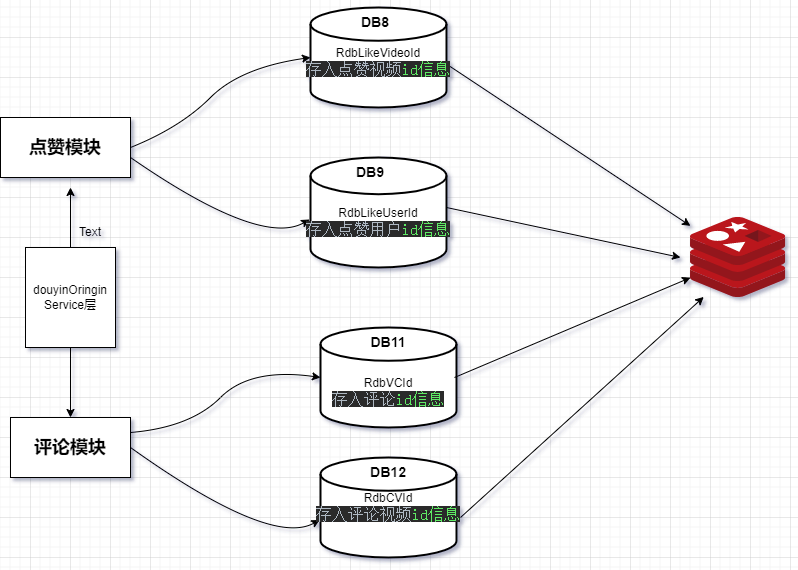 DB8
RdbLikeVideoId
存入点赞视频id信息
点赞模块
DB9
RdbLikeUserId
存入点赞用户id信息
Text
douyinOringin
Service层
DB11
RdbVCId
存入评论id信息
评论模块
DB12
RdbCVId
存入评论视频id信息